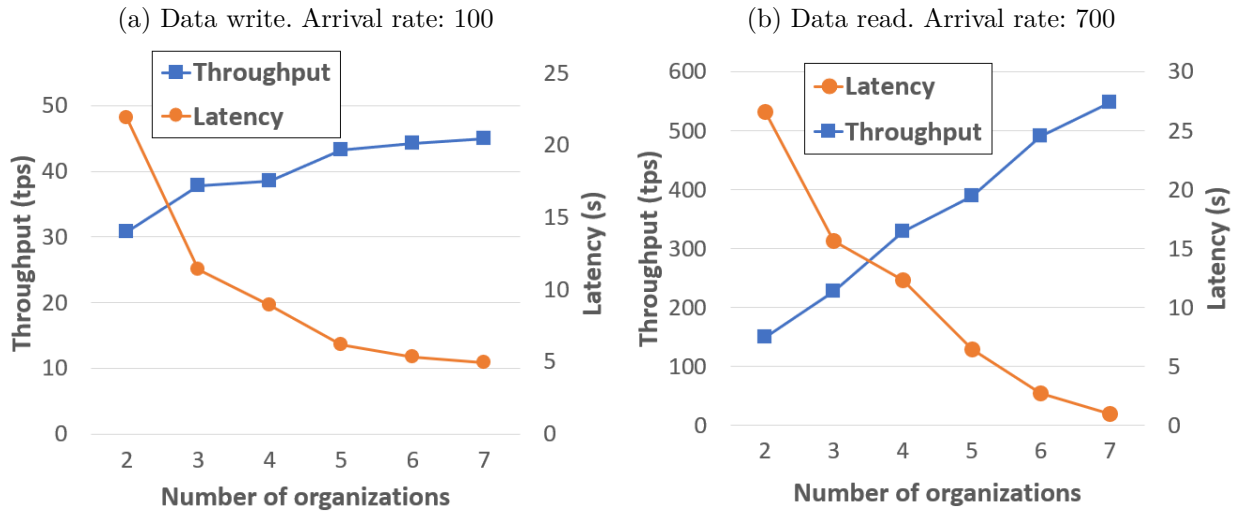 (a) Data write. Arrival rate: 100
Throughput
Latency
Throughput (tps)
50
40
30
20
10
0
25
20
15
10
5
0
Latency (s)
2 3 4 5 6 7
Number of organizations
(b) Data read. Arrival rate: 700
Latency
Throughput
Throughput (tps)
600
500
400
300
200
100
0
30
25
20
15
10
5
0
Latency (s)
2 3 4 5 6 7
Number of organizations